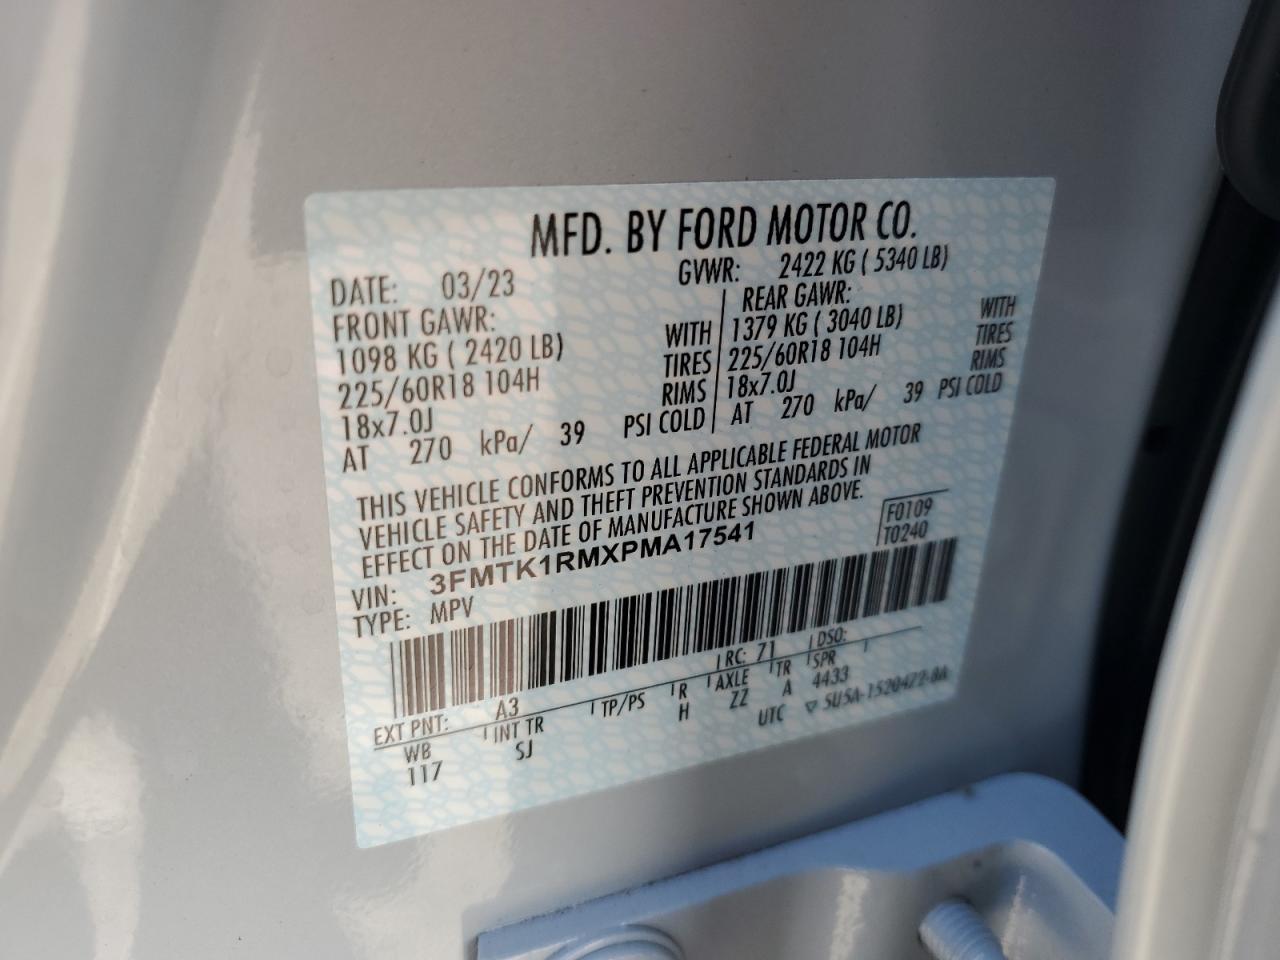 MFD. BY FORD MOTOR CO.
DATE: 03/23 GVWR: 2422 KG ( 5340 LB)
FRONT GAWR: REAR GAWR:
1098 KG ( 2420 LB) WITH 1379 KG ( 3040 LB) WITH
225/60R18 104H TIRES 225/60R18 104H TIRES
18x7.0J RIMS 18x7.0J RIMS
AT 270 kPa/ 39 PSI COLD AT 270 kPa/ 39 PSI COLD
THIS VEHICLE CONFORMS TO ALL APPLICABLE FEDERAL MOTOR
VEHICLE SAFETY AND THEFT PREVENTION STANDARDS IN
EFFECT ON THE DATE OF MANUFACTURE SHOWN ABOVE.
F0109
T0240
VIN: 3FMTK1RMXPMA17541
TYPE: MPV
EXT PNT: A3 RC: 71 DSO:
WB INT TR TP/PS R AXLE TR SPR
117 SJ H ZZ A 4433
UTC ▽ 5U5A-1520472-BA